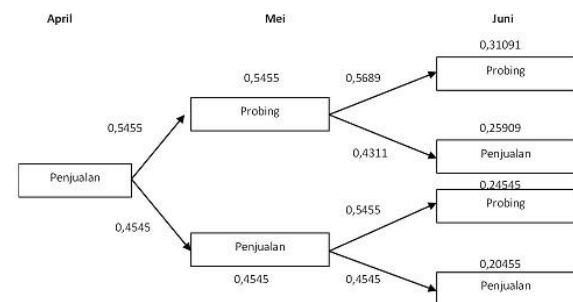 April Mei Juni
0,31091
0,5455 0,5689 Probing
Probing
0,5455
0,25909
0,4311 Penjualan
Penjualan
0,24545
0,5455 Probing
0,4545
Penjualan
0,20455
0,4545 0,4545
Penjualan